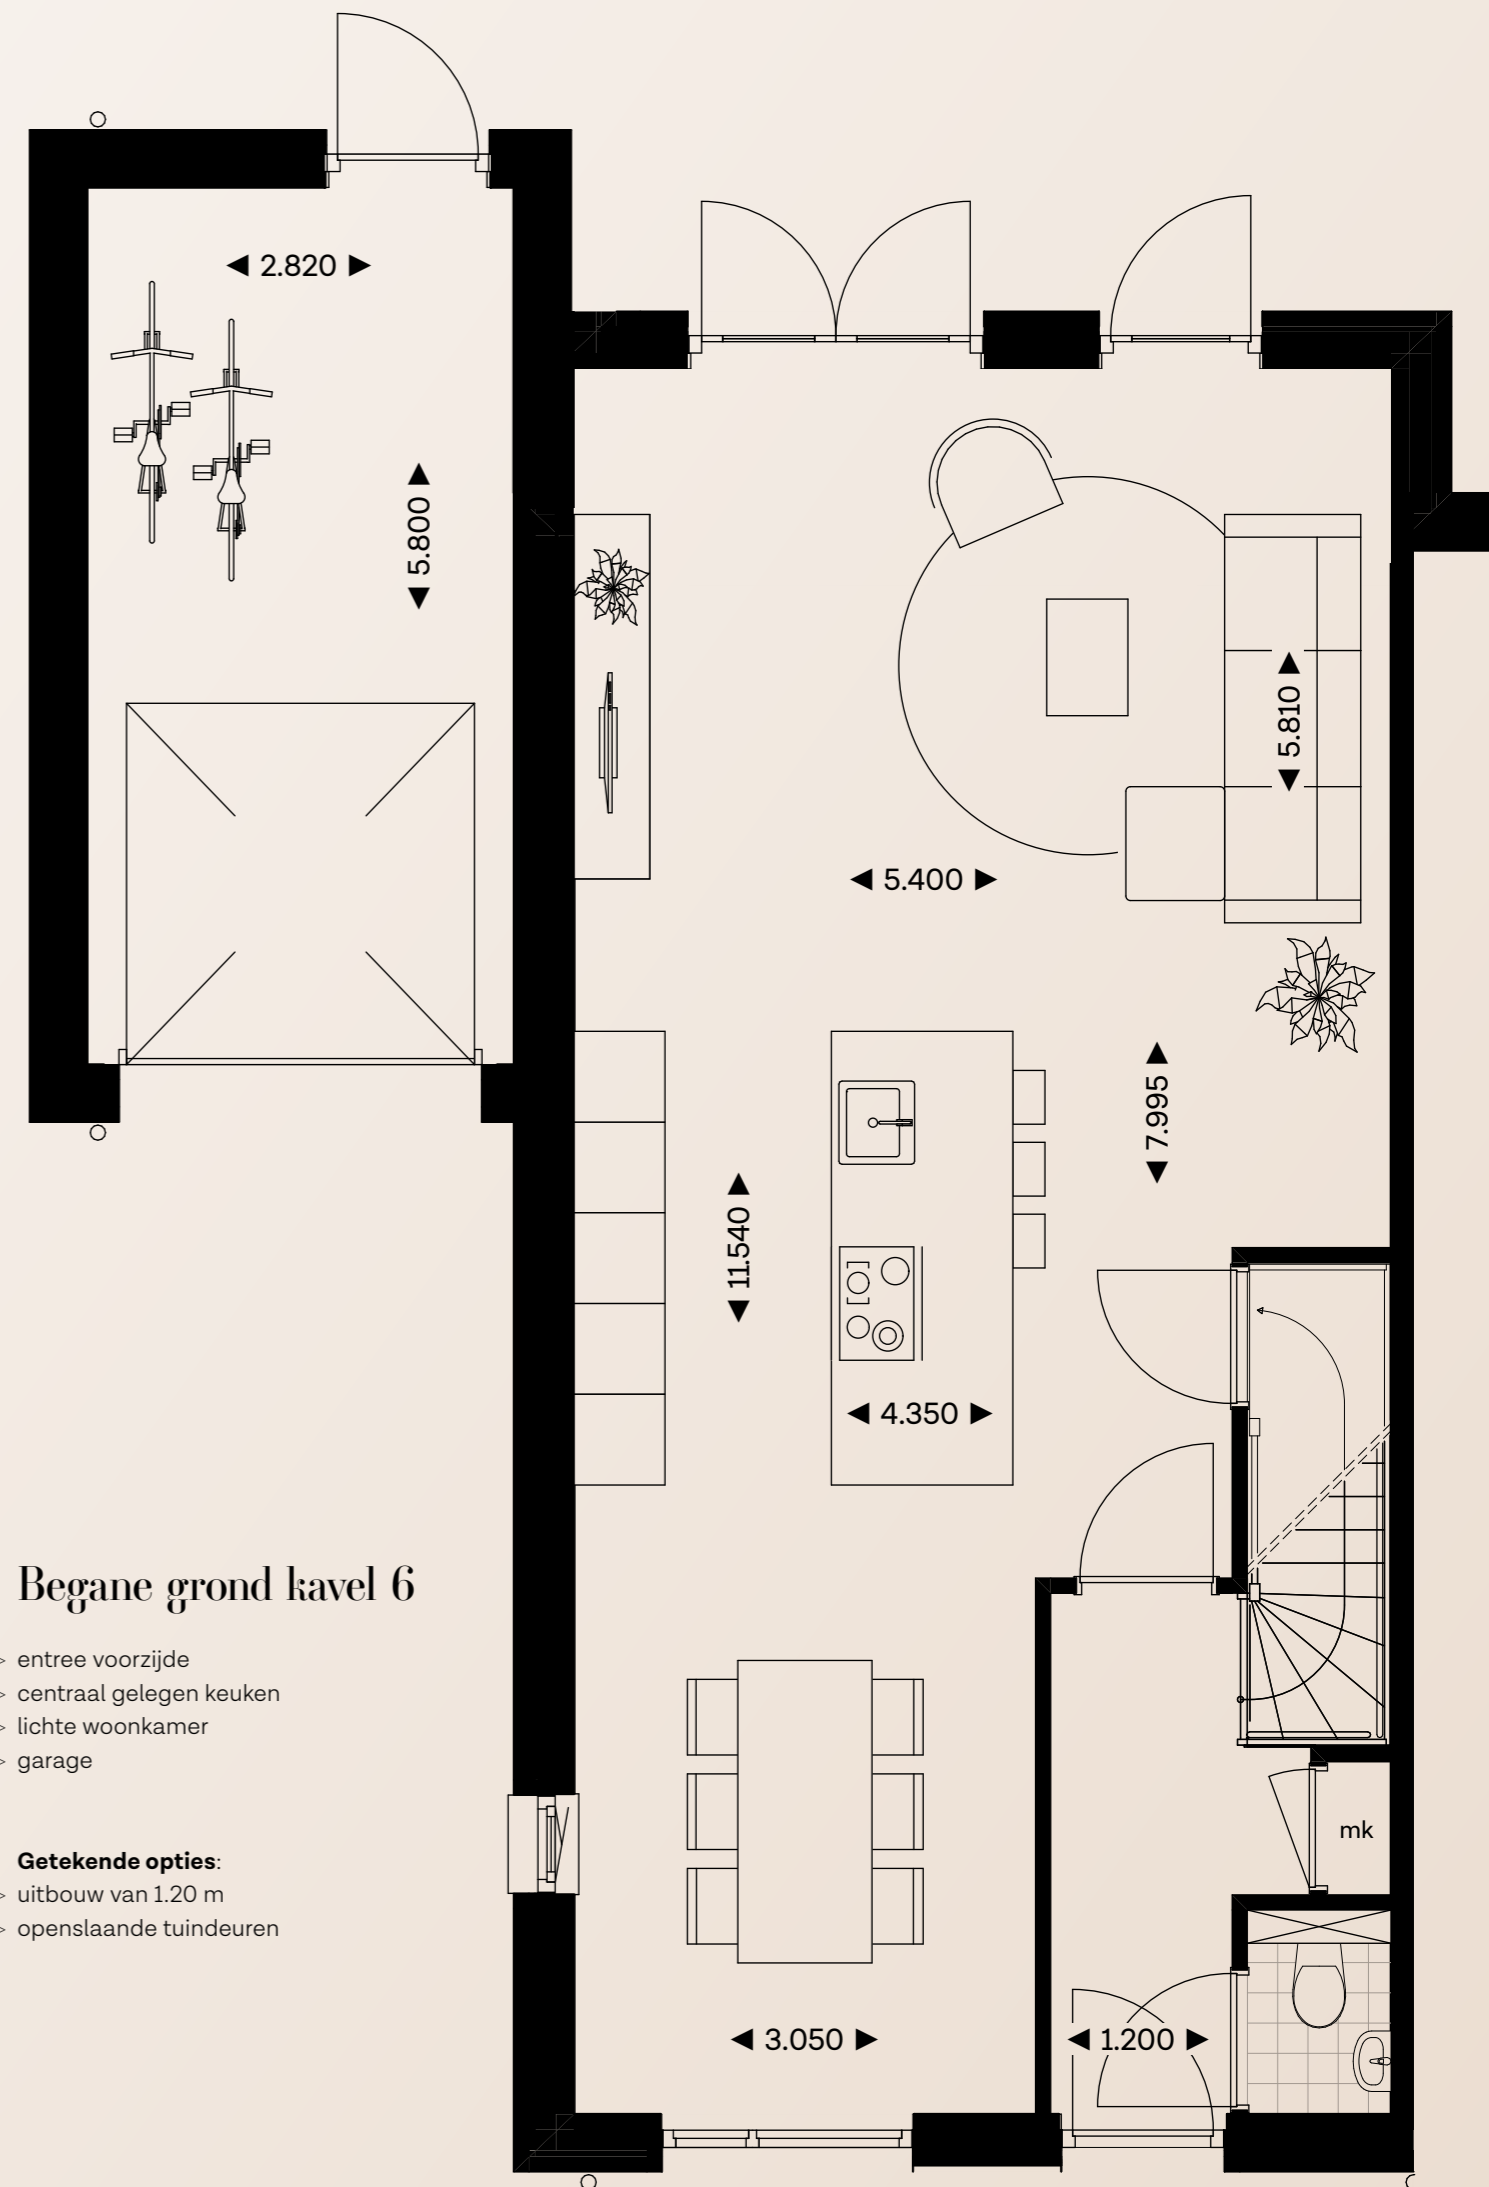 2.820
5.800
5.810
5.400
7.995
11.540
4.350
Begane grond kavel 6
> entree voorzijde
> centraal gelegen keuken
> lichte woonkamer
> garage
mk
Getekende opties:
> uitbouw van 1.20 m
> openslaande tuindeuren
3.050
1.200